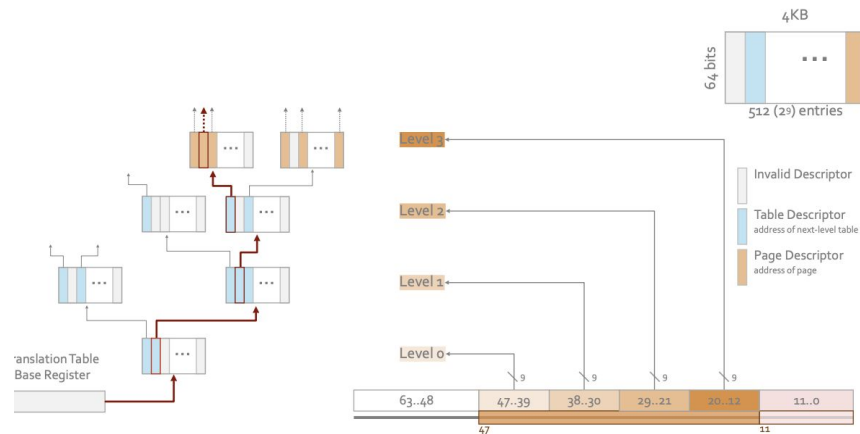 4KB
64 bits
...
512 (2⁹) entries
...
...
Level 3
Invalid Descriptor
...
...
Level 2
Table Descriptor
address of next-level table
Page Descriptor
address of page
...
...
Level 1
...
Level 0
ranslation Table
Base Register
9
9
9
9
63..48
47..39
38..30
29..21
20..12
11..0
47
11